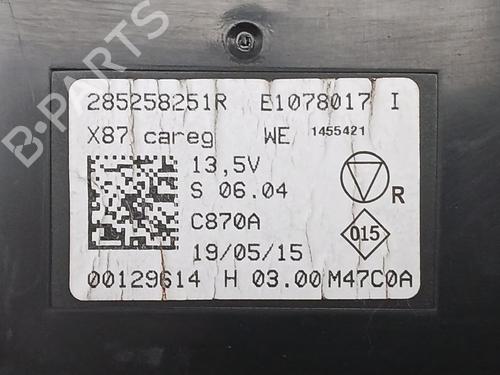 285258251R E1078017 I
X87 careg WE 1455421
13,5V
S 06.04
R
C870A
015
19/05/15
00129614 H 03.00 M47C0A
B-PARTS